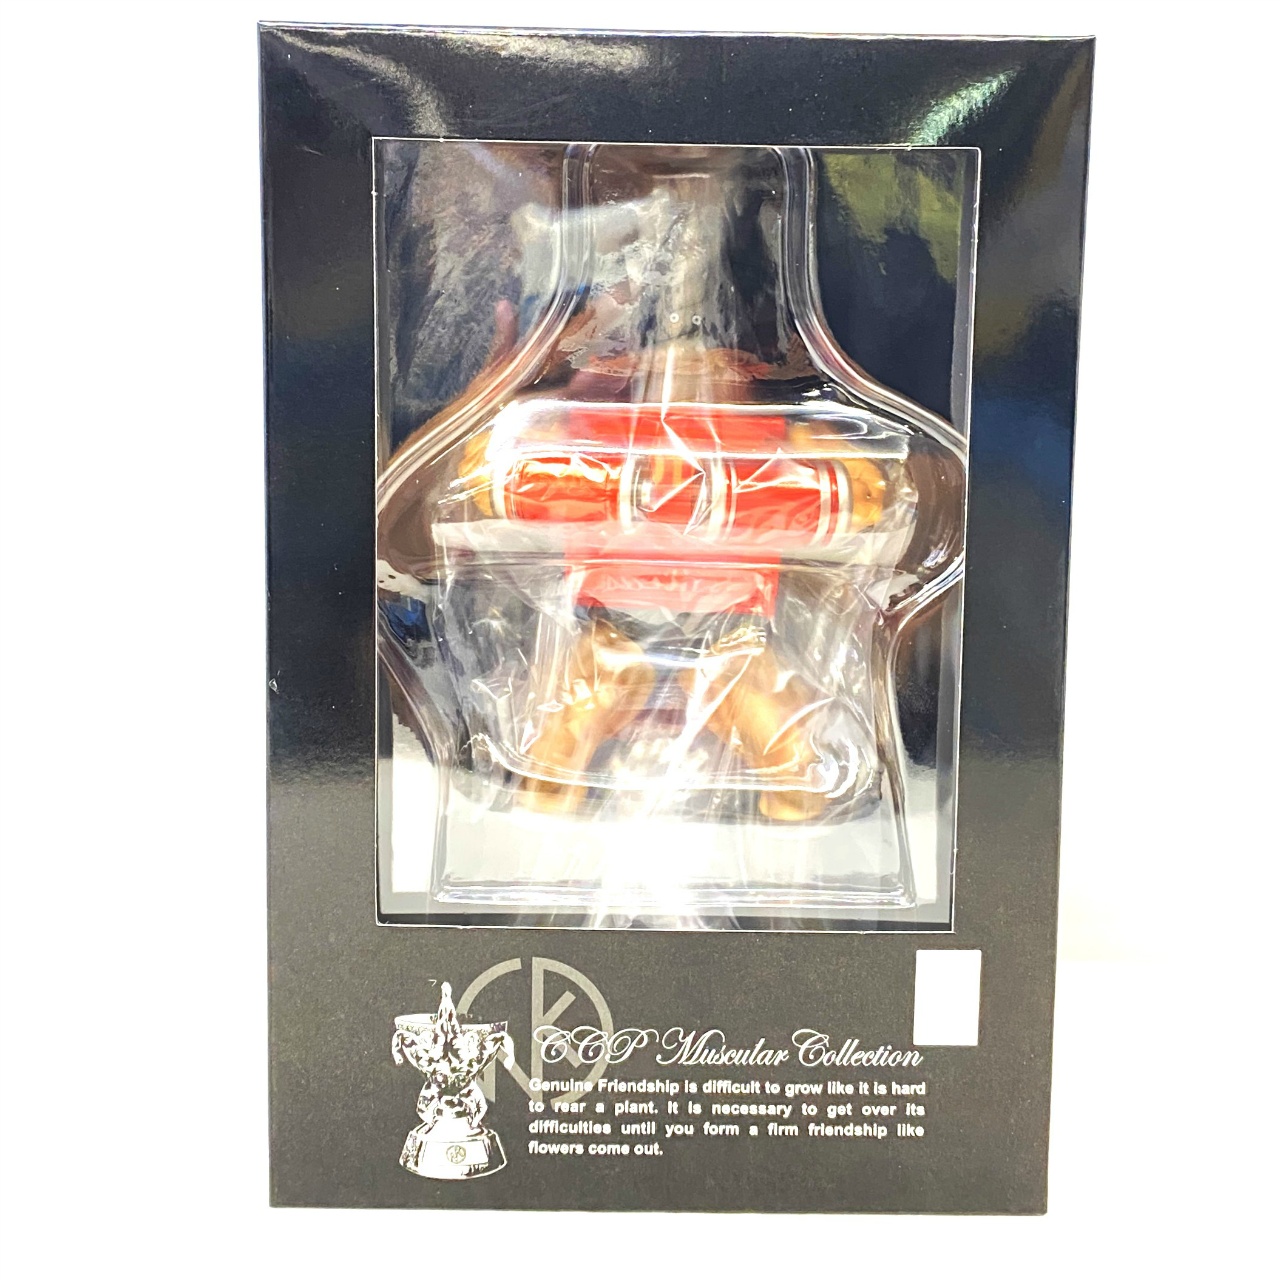 CCP Muscular Collection
Genuine Friendship is difficult to grow like it is hard
to rear a plant. It is necessary to get over its
difficulties until you form a firm friendship like
flowers come out.